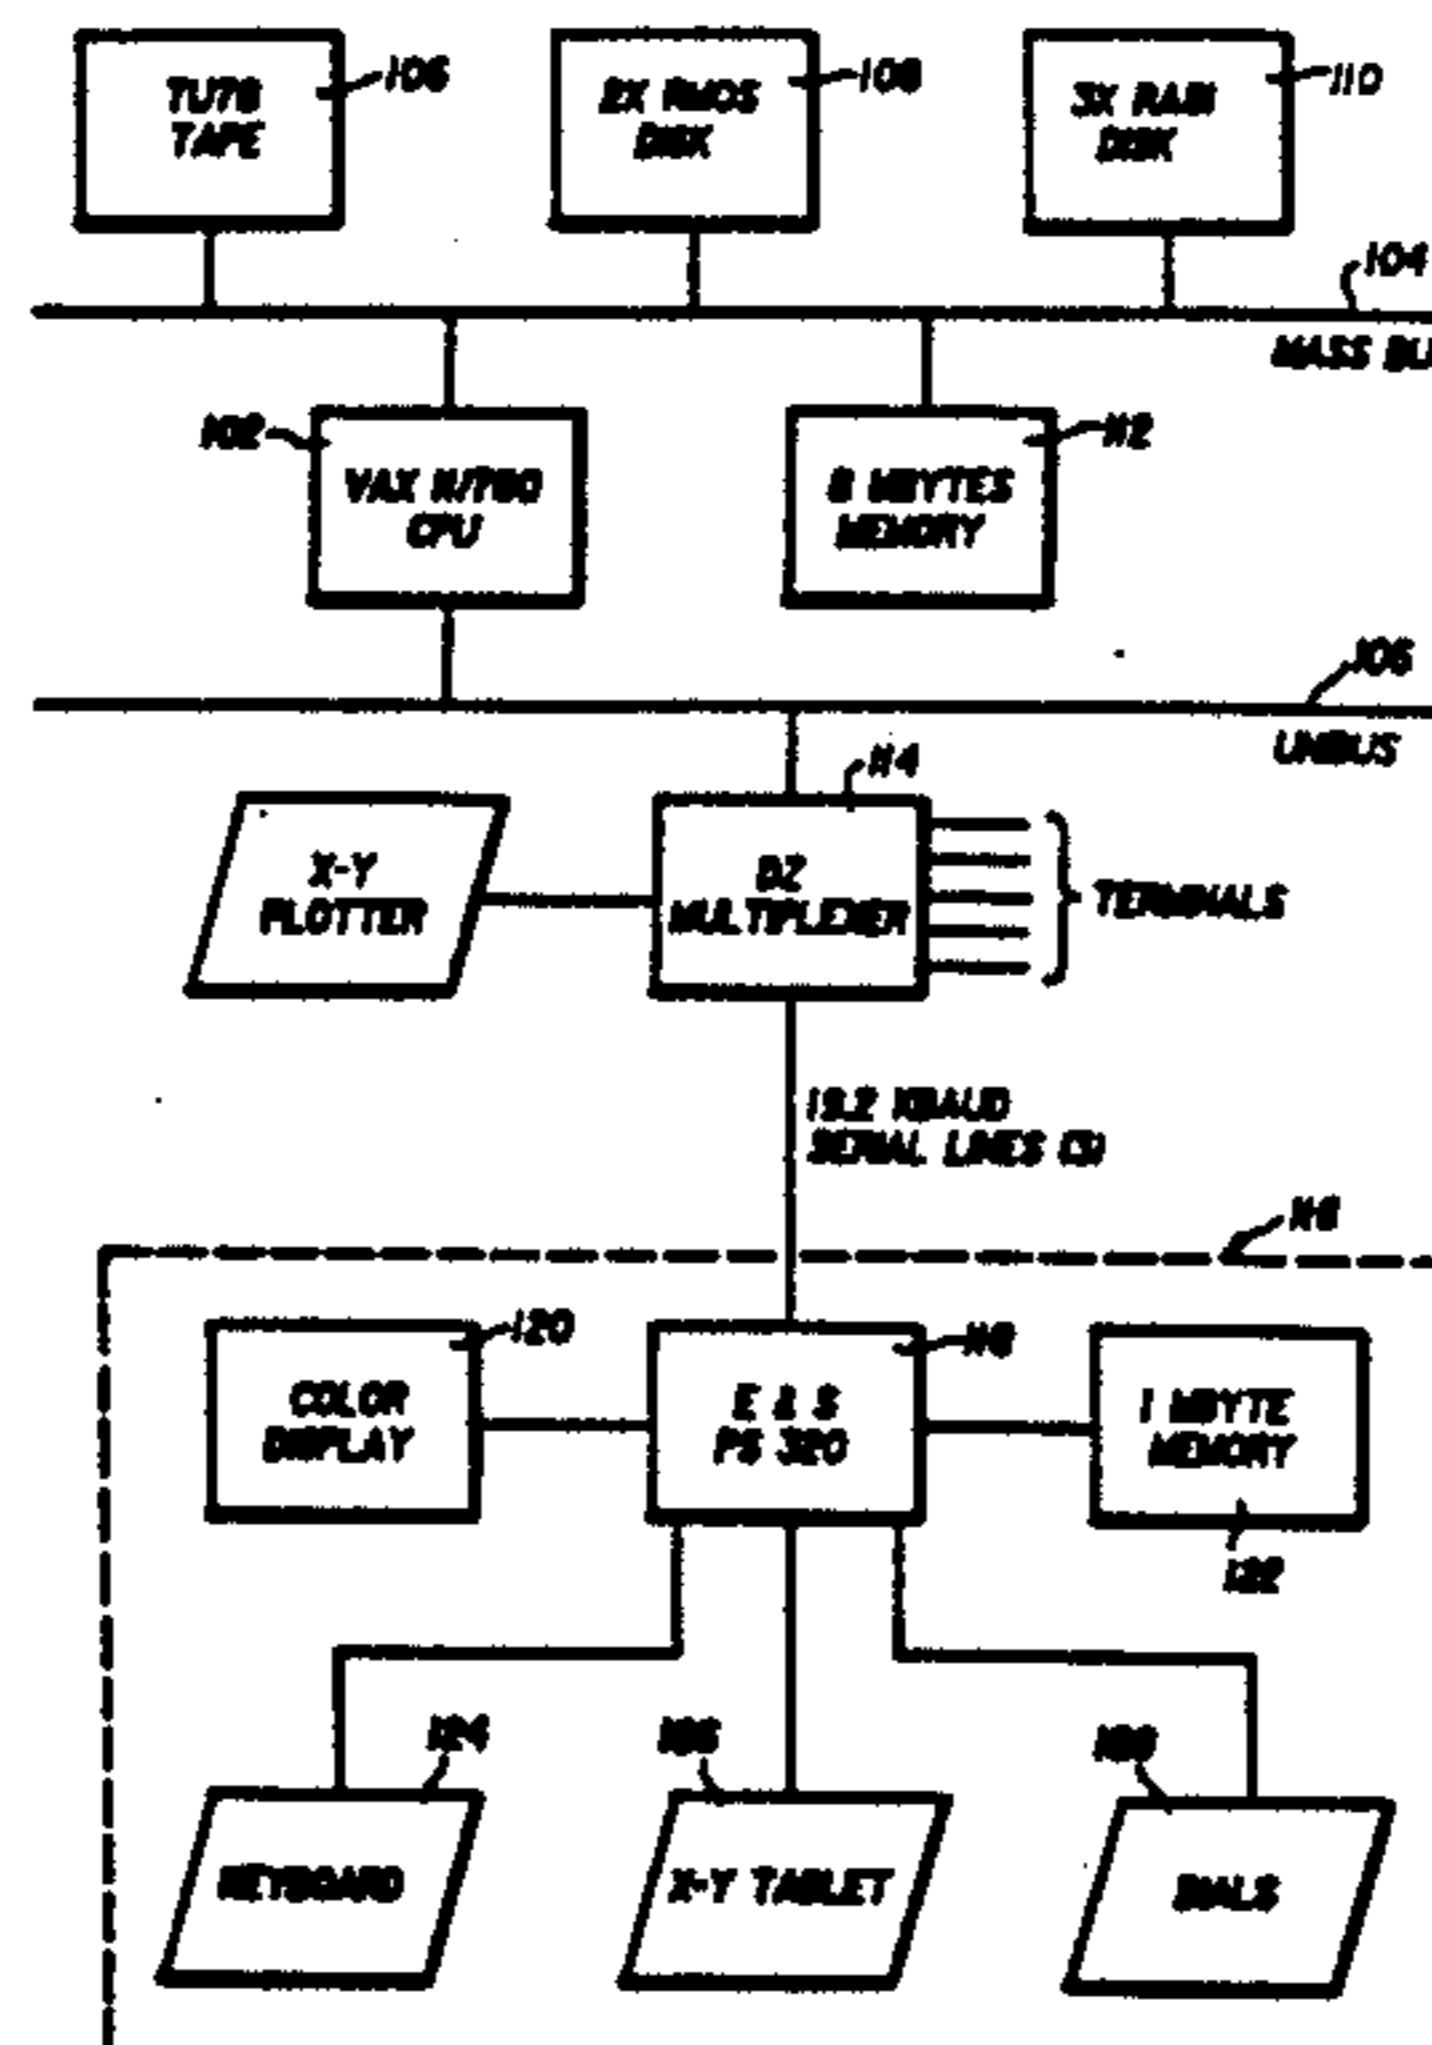 TU78
TAPE
106
2X RM05
DISK
108
3X RA81
DISK
110
104
MASS BU
102
VAX 11/780
CPU
112
8 MBYTES
MEMORY
UNIBUS
114
X-Y
PLOTTER
DZ
MULTIPLEXER
TERMINALS
19.2 KBAUD
SERIAL LINES
120
COLOR
DISPLAY
E & S
PS 320
1 MBYTE
MEMORY
122
124
KEYBOARD
X-Y TABLET
DIALS